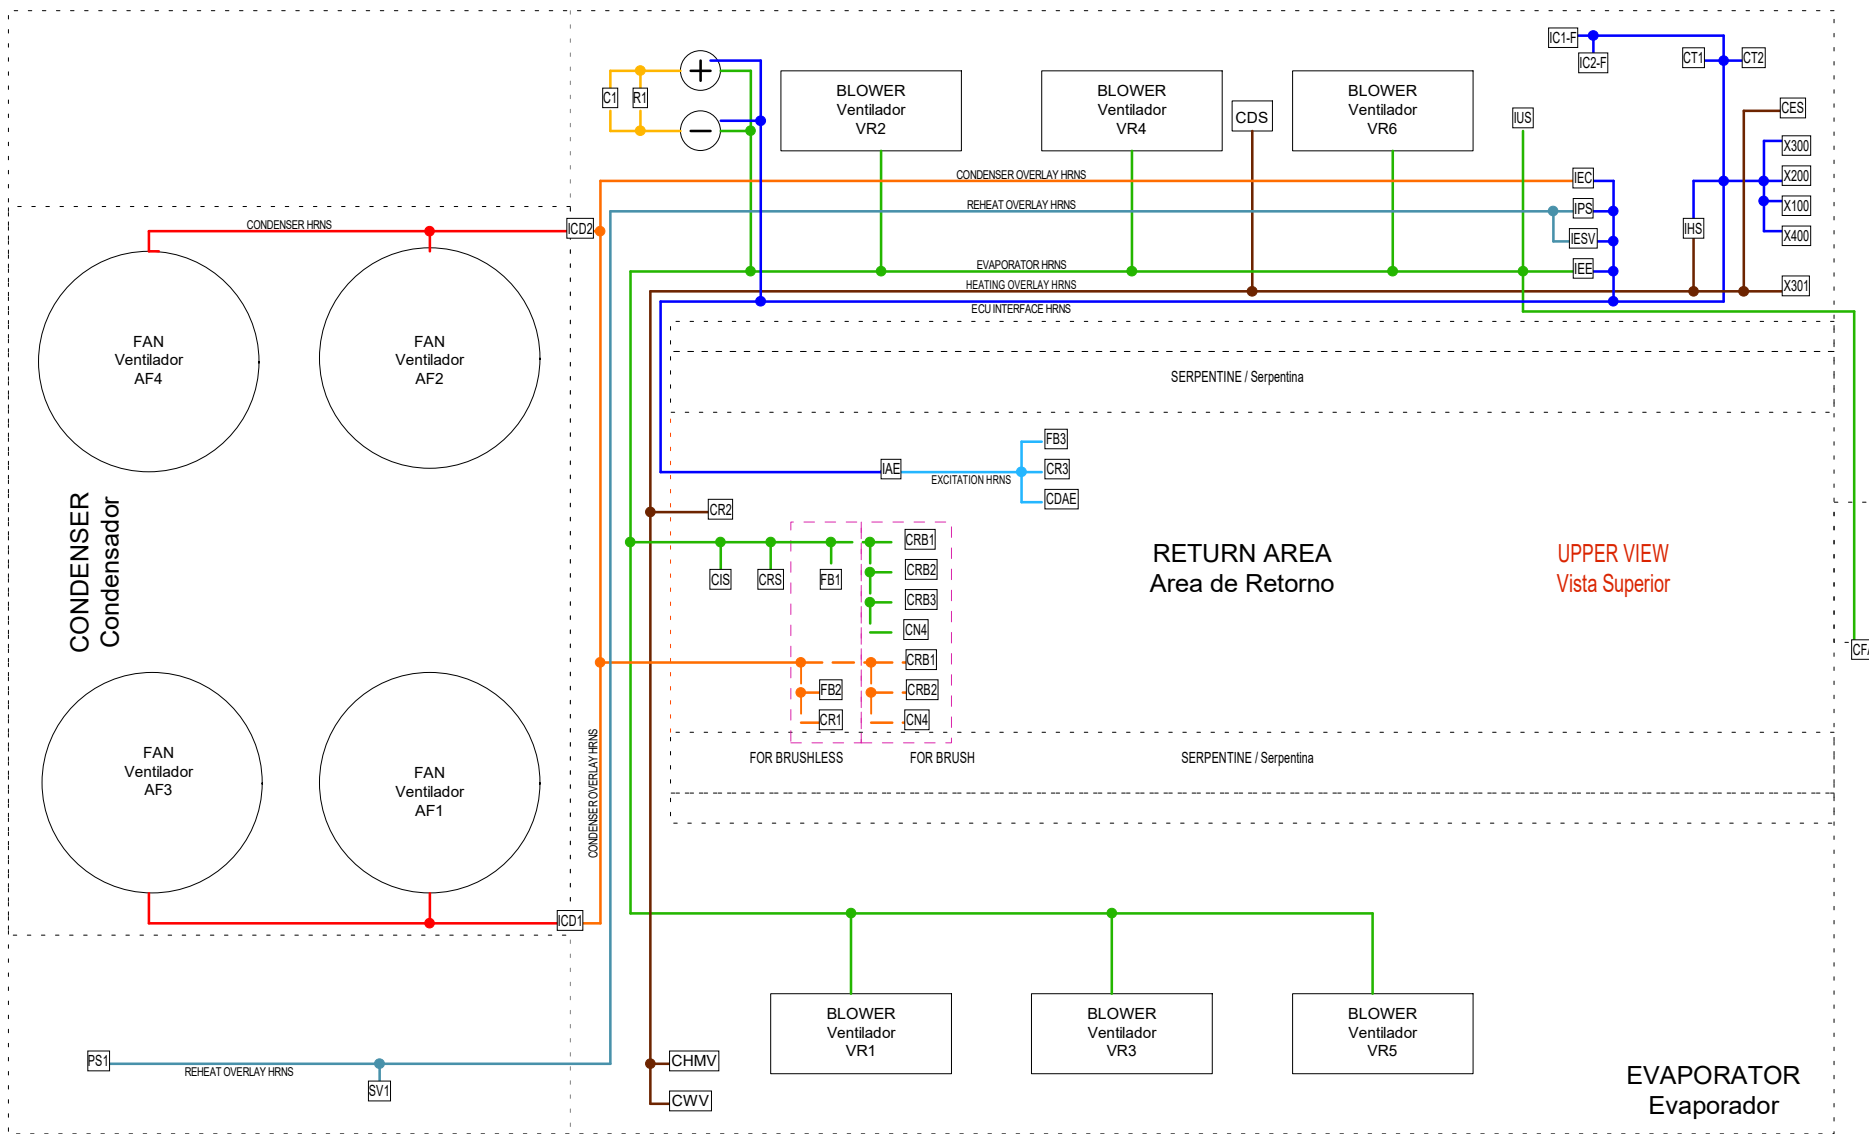 IC1-F
IC2-F
CT1
CT2
C1
R1
+
−
BLOWER
Ventilador
VR2
BLOWER
Ventilador
VR4
CDS
BLOWER
Ventilador
VR6
IUS
CES
X300
X200
X100
X400
X301
IHS
CONDENSER OVERLAY HRNS
IEC
REHEAT OVERLAY HRNS
IPS
IESV
EVAPORATOR HRNS
IEE
HEATING OVERLAY HRNS
ECU INTERFACE HRNS
CONDENSER HRNS
ICD2
FAN
Ventilador
AF4
FAN
Ventilador
AF2
SERPENTINE / Serpentina
CONDENSER
Condensador
IAE
EXCITATION HRNS
FB3
CR3
CDAE
CR2
CIS
CRS
FB1
CRB1
CRB2
CRB3
CN4
CRB1
CRB2
CN4
FB2
CR1
FOR BRUSHLESS
FOR BRUSH
RETURN AREA
Area de Retorno
UPPER VIEW
Vista Superior
SERPENTINE / Serpentina
FAN
Ventilador
AF3
FAN
Ventilador
AF1
CONDENSER OVERLAY HRNS
ICD1
BLOWER
Ventilador
VR1
BLOWER
Ventilador
VR3
BLOWER
Ventilador
VR5
PS1
REHEAT OVERLAY HRNS
SV1
CHMV
CWV
EVAPORATOR
Evaporador